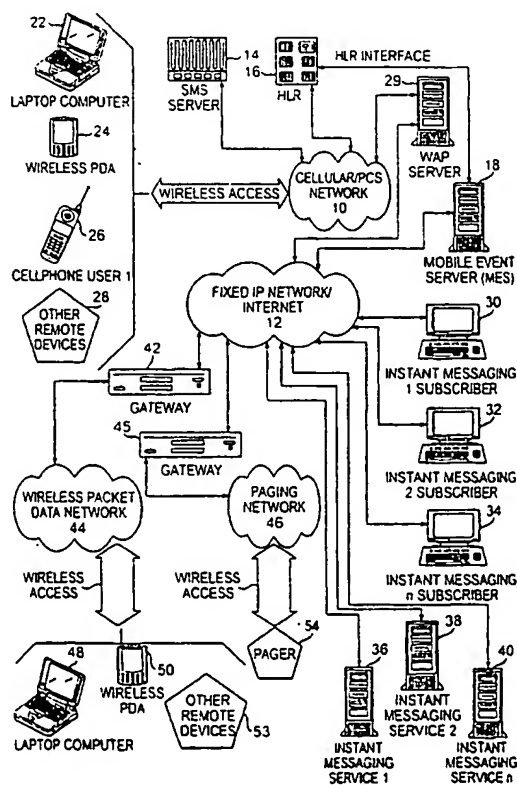 22
LAPTOP COMPUTER
24
WIRELESS PDA
26
CELLPHONE USER 1
28
OTHER
REMOTE
DEVICES
14
SMS
SERVER
16
HLR
HLR INTERFACE
29
WAP
SERVER
18
MOBILE EVENT
SERVER (MES)
WIRELESS ACCESS
CELLULAR/PCS
NETWORK
10
FIXED IP NETWORK/
INTERNET
12
30
INSTANT MESSAGING
1 SUBSCRIBER
32
INSTANT MESSAGING
2 SUBSCRIBER
34
INSTANT MESSAGING
n SUBSCRIBER
42
GATEWAY
45
GATEWAY
WIRELESS PACKET
DATA NETWORK
44
PAGING
NETWORK
46
WIRELESS
ACCESS
WIRELESS
ACCESS
48
LAPTOP COMPUTER
50
WIRELESS
PDA
OTHER
REMOTE
DEVICES
53
54
PAGER
36
INSTANT
MESSAGING
SERVICE 1
38
INSTANT
MESSAGING
SERVICE 2
40
INSTANT
MESSAGING
SERVICE n